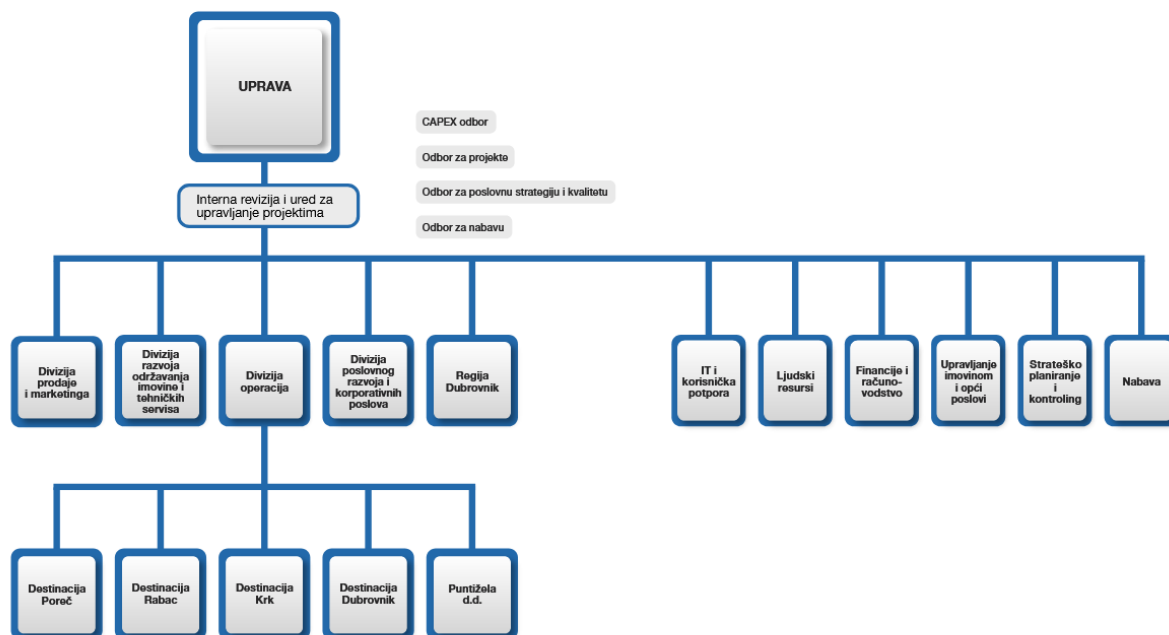 UPRAVA
CAPEX odbor
Odbor za projekte
Odbor za poslovnu strategiju i kvalitetu
Odbor za nabavu
Interna revizija i ured za
upravljanje projektima
Divizija
prodaje
i marketinga
Divizija
razvoja
održavanja
imovine i
tehničkih
servisa
Divizija
operacija
Divizija
poslovnog
razvoja i
korporativnih
poslova
Regija
Dubrovnik
IT i
korisnička
potpora
Ljudski
resursi
Financije i
računo-
vodstvo
Upravljanje
imovinom
i opći
poslovi
Strateško
planiranje
i
kontroling
Nabava
Destinacija
Poreč
Destinacija
Rabac
Destinacija
Krk
Destinacija
Dubrovnik
Puntižela
d.d.